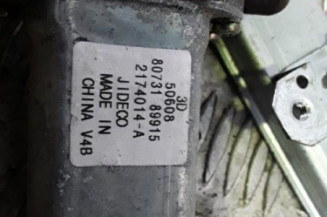 3D
50608
80731 89915
2174014-A
JIDECO
MADE IN
CHINA V4B